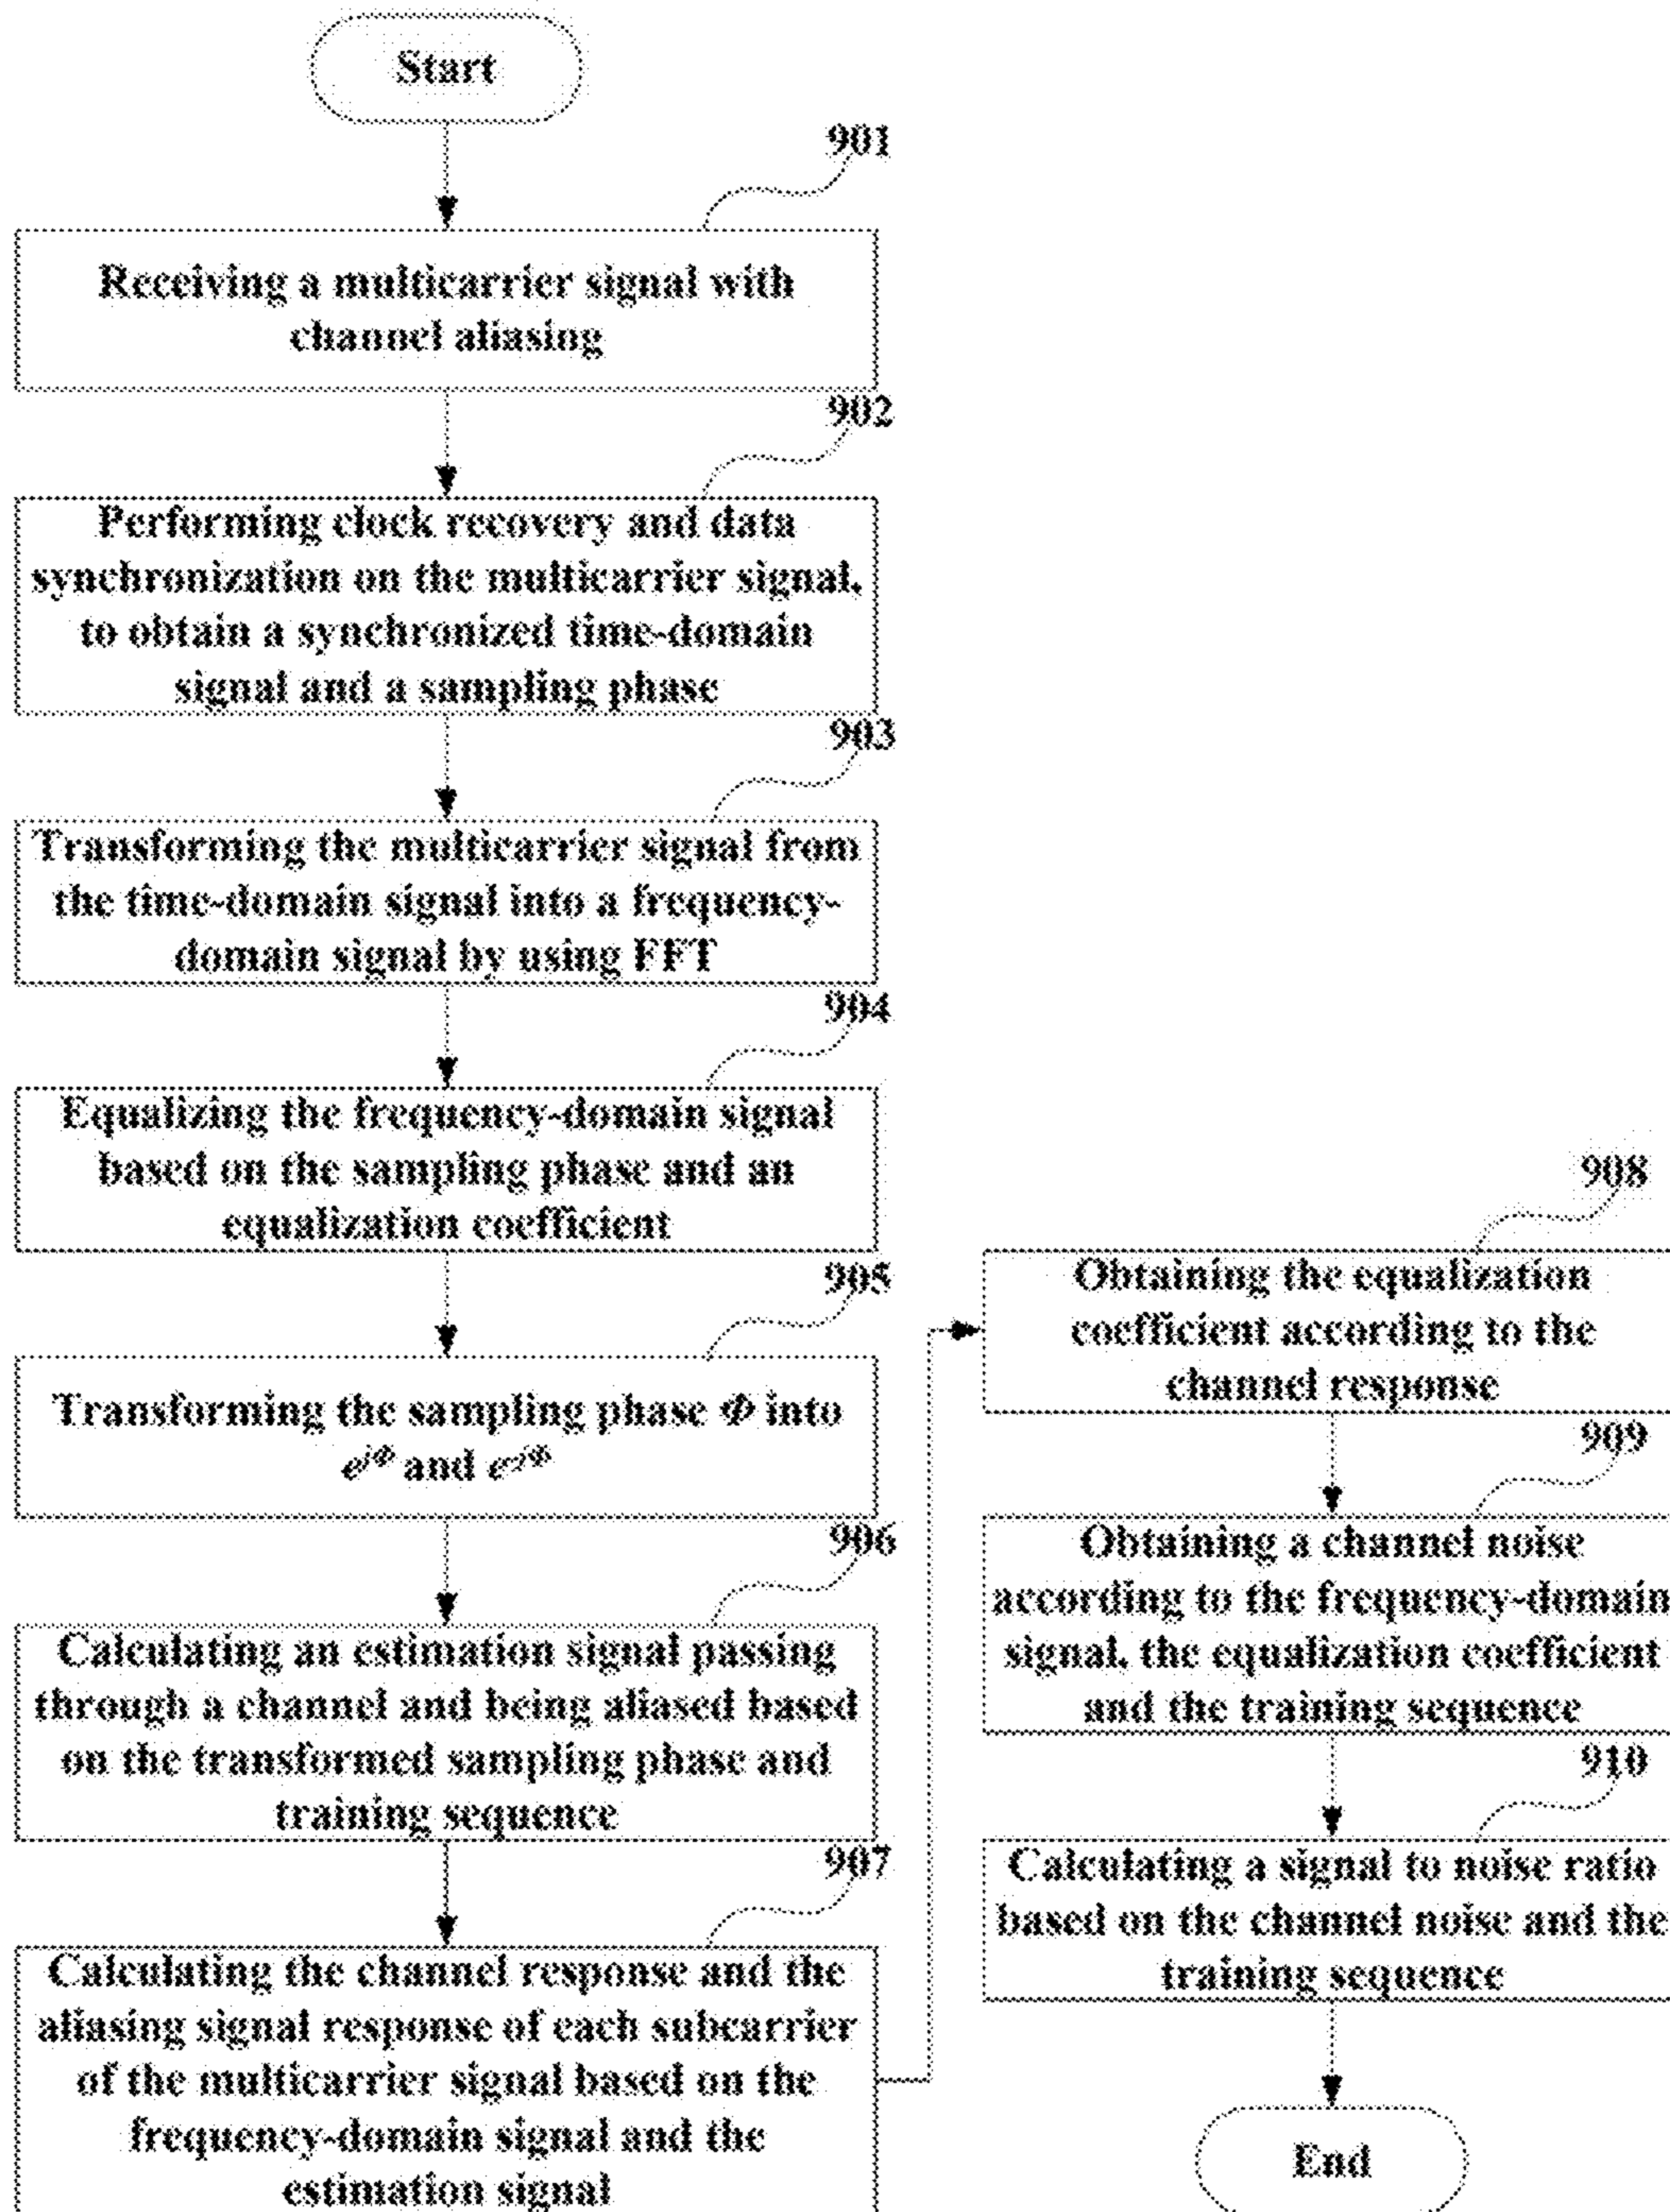 Start
901
Receiving a multicarrier signal with
channel aliasing
902
Performing clock recovery and data
synchronization on the multicarrier signal,
to obtain a synchronized time-domain
signal and a sampling phase
903
Transforming the multicarrier signal from
the time-domain signal into a frequency-
domain signal by using FFT
904
Equalizing the frequency-domain signal
based on the sampling phase and an
equalization coefficient
905
Transforming the sampling phase Φ into
e^{jΦ} and e^{-jΦ}
906
Calculating an estimation signal passing
through a channel and being aliased based
on the transformed sampling phase and
training sequence
907
Calculating the channel response and the
aliasing signal response of each subcarrier
of the multicarrier signal based on the
frequency-domain signal and the
estimation signal
908
Obtaining the equalization
coefficient according to the
channel response
909
Obtaining a channel noise
according to the frequency-domain
signal, the equalization coefficient
and the training sequence
910
Calculating a signal to noise ratio
based on the channel noise and the
training sequence
End